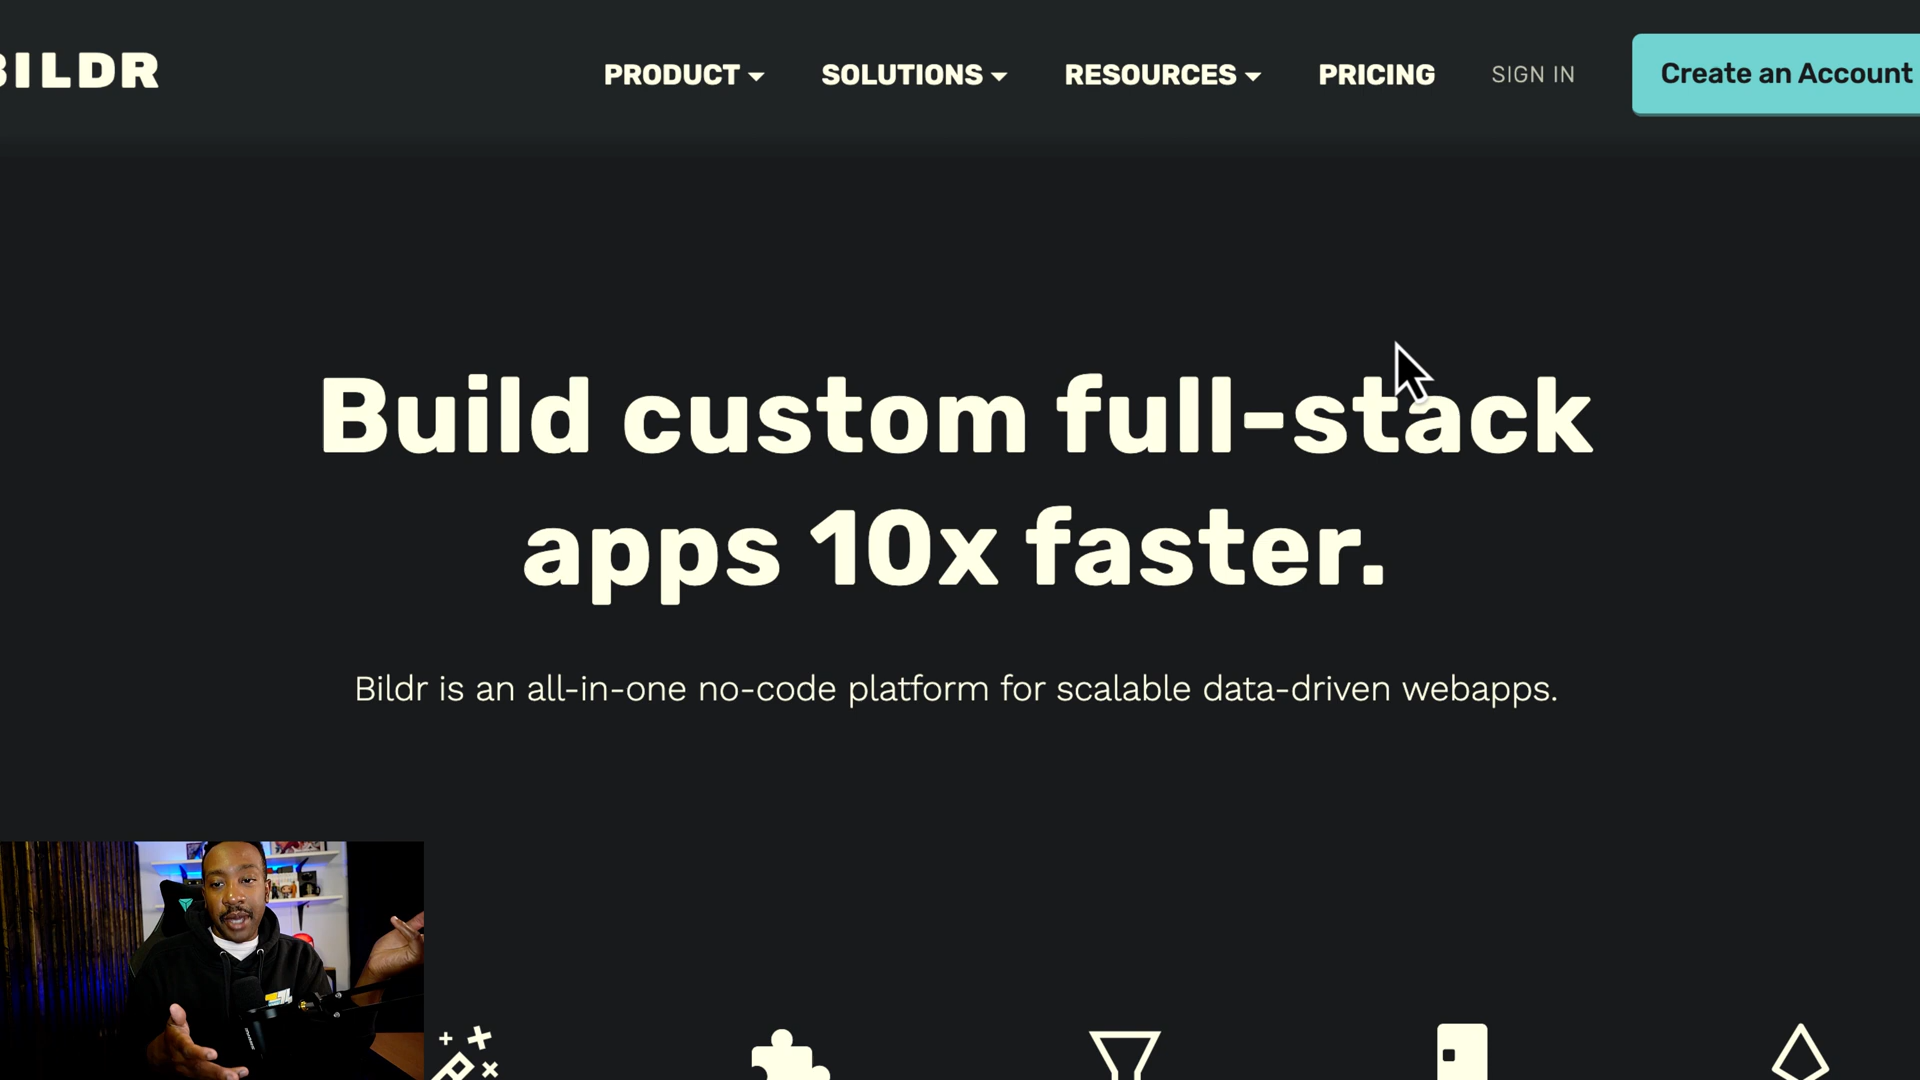 BILDR
PRODUCT
SOLUTIONS
RESOURCES
PRICING
SIGN IN
Create an Account
Build custom full-stack
apps 10x faster.
Bildr is an all-in-one no-code platform for scalable data-driven webapps.